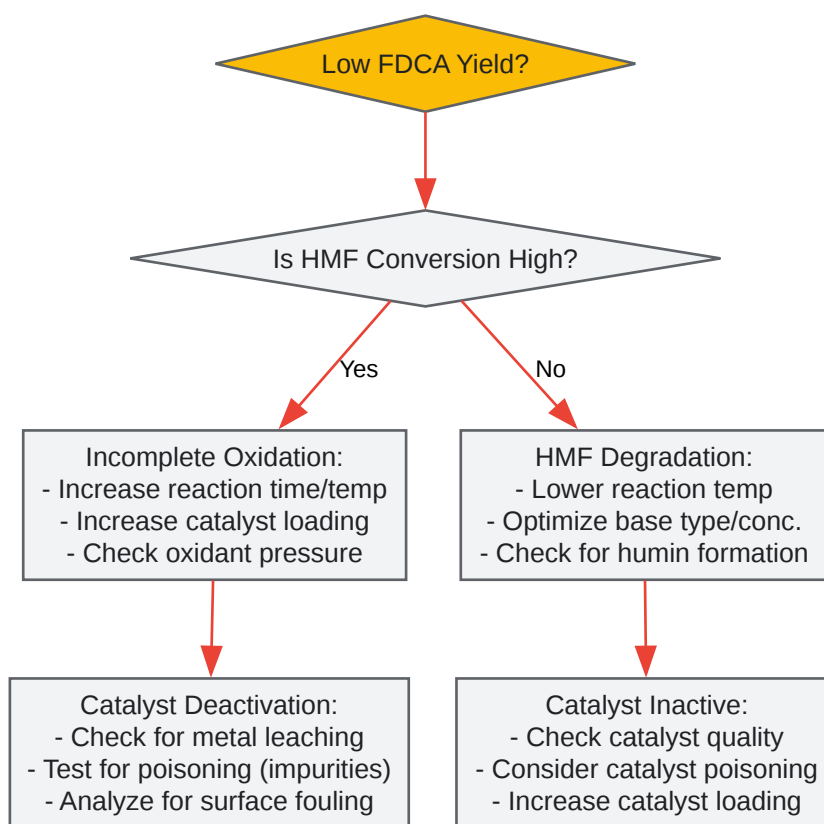 Low FDCA Yield?
Is HMF Conversion High?
Yes
No
Incomplete Oxidation:
- Increase reaction time/temp
- Increase catalyst loading
- Check oxidant pressure
HMF Degradation:
- Lower reaction temp
- Optimize base type/conc.
- Check for humin formation
Catalyst Deactivation:
- Check for metal leaching
- Test for poisoning (impurities)
- Analyze for surface fouling
Catalyst Inactive:
- Check catalyst quality
- Consider catalyst poisoning
- Increase catalyst loading